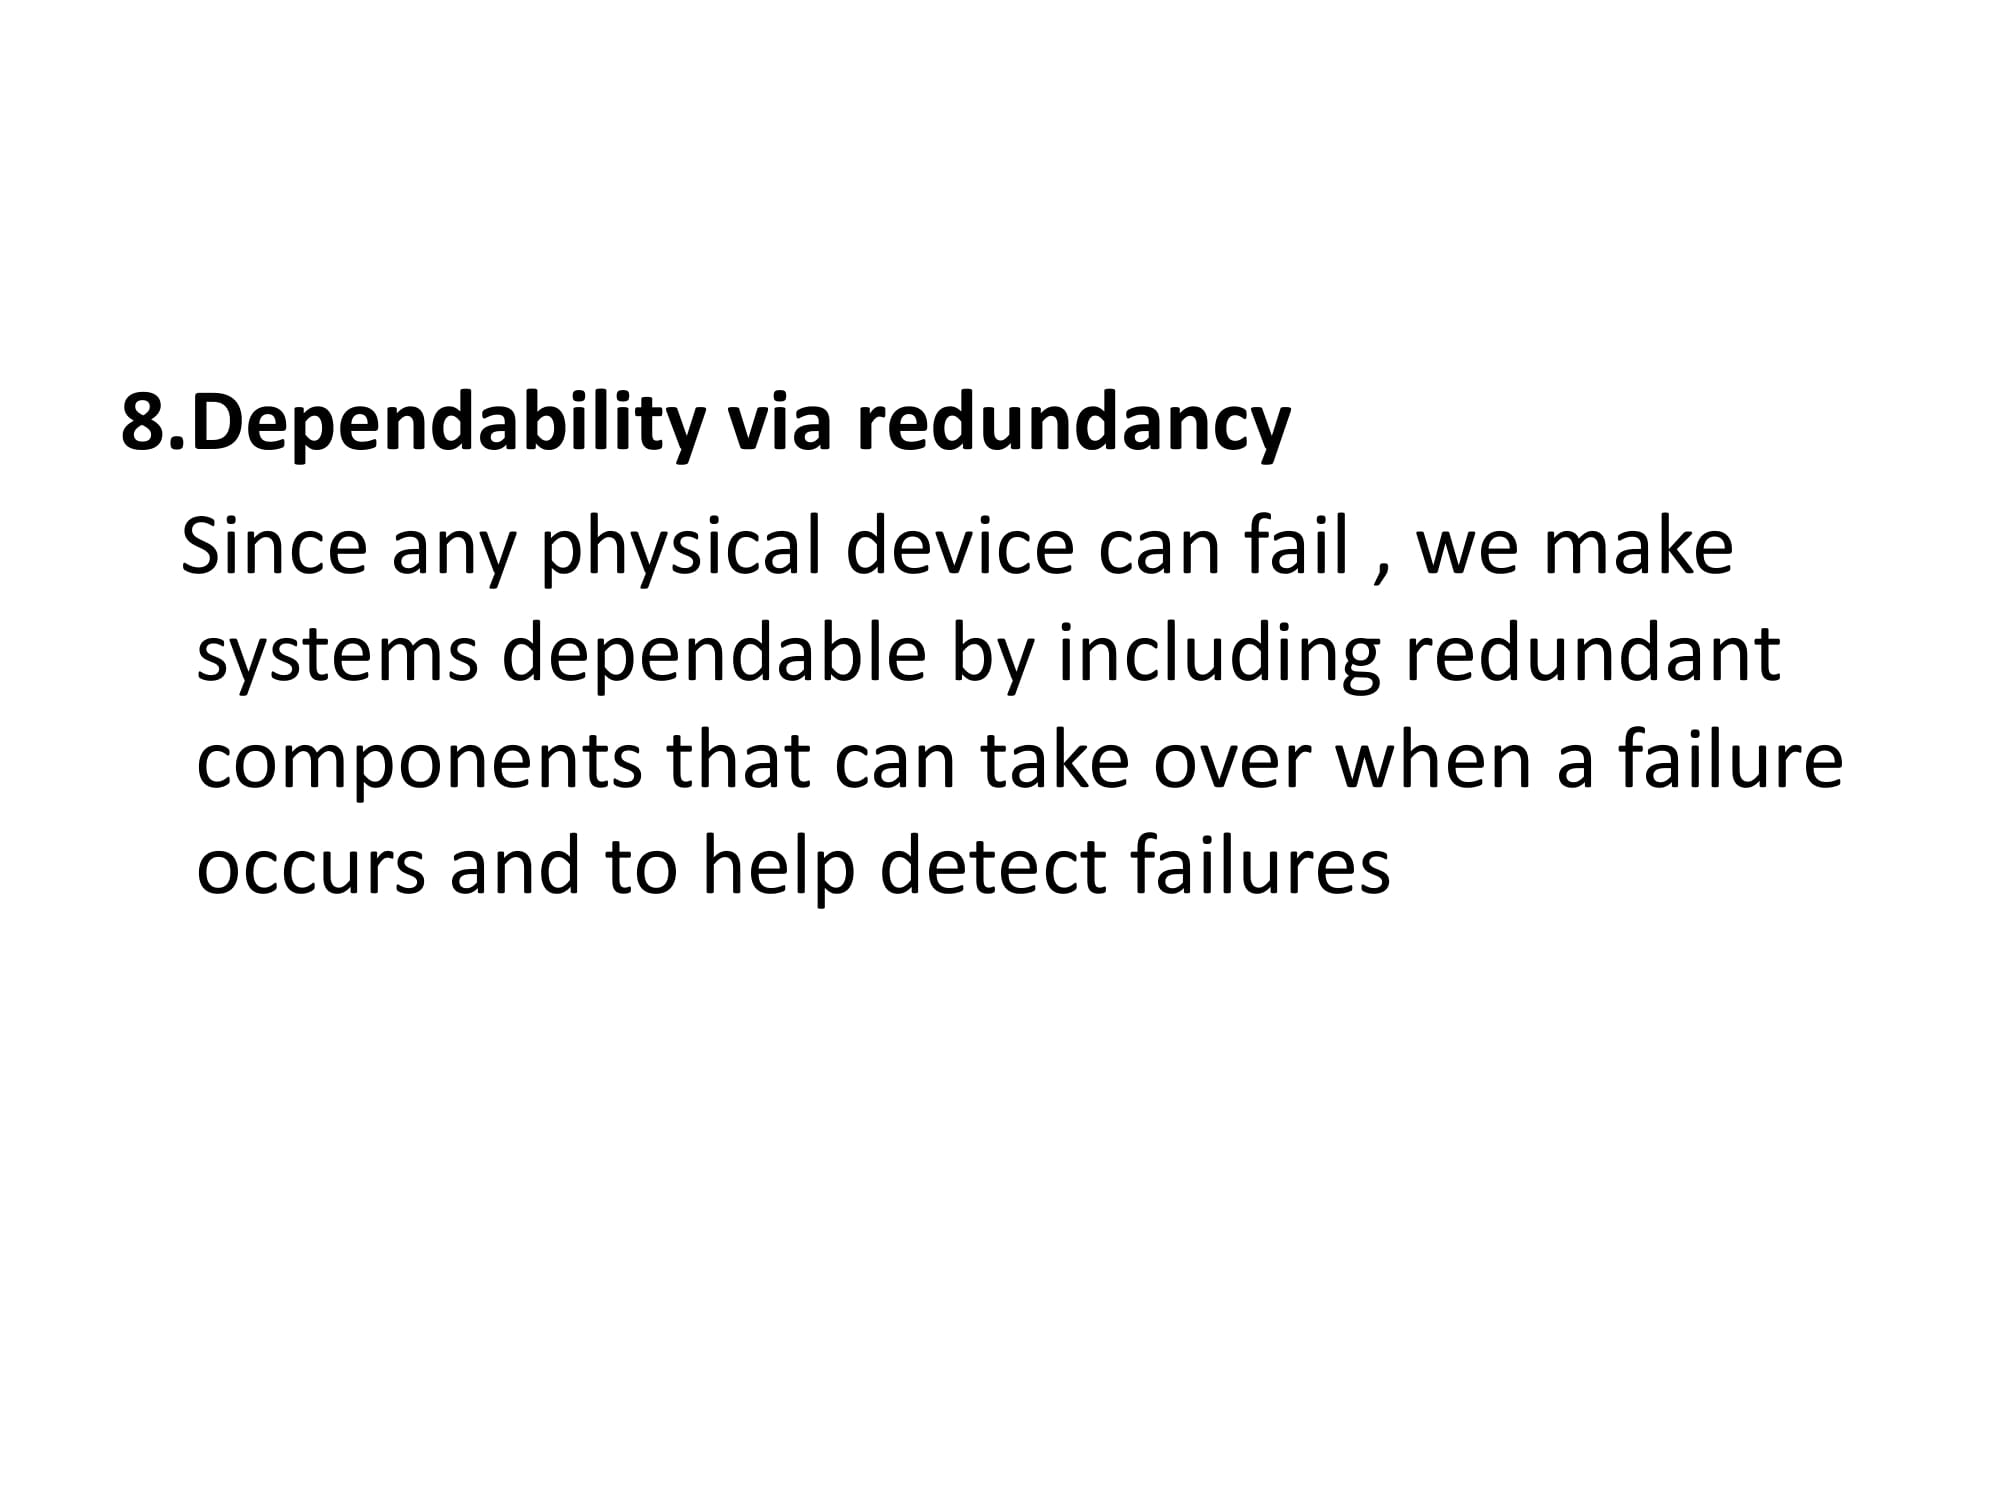 8.Dependability via redundancy
Since any physical device can fail , we make
systems dependable by including redundant
components that can take over when a failure
occurs and to help detect failures